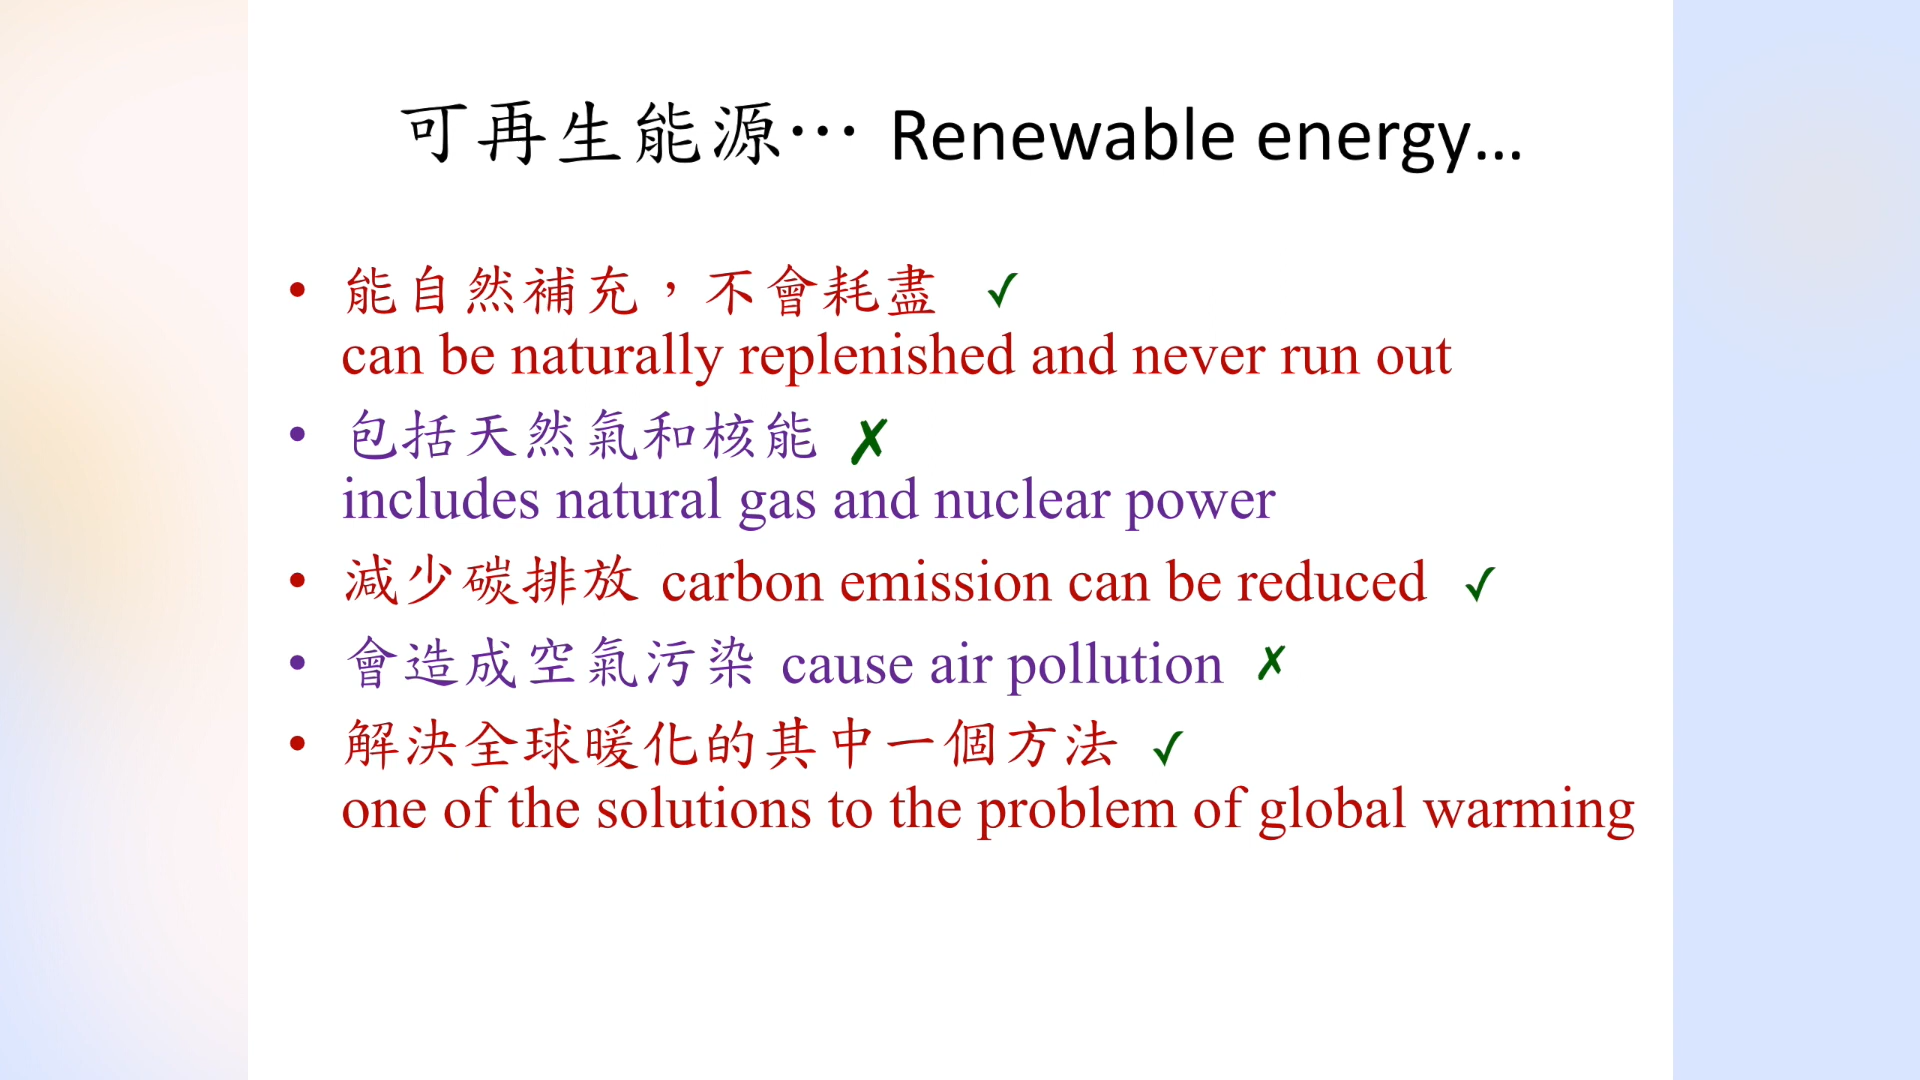 可再生能源… Renewable energy…
• 能自然補充，不會耗盡 ✓
can be naturally replenished and never run out
• 包括天然氣和核能 ✗
includes natural gas and nuclear power
• 減少碳排放 carbon emission can be reduced ✓
• 會造成空氣污染 cause air pollution ✗
• 解決全球暖化的其中一個方法 ✓
one of the solutions to the problem of global warming